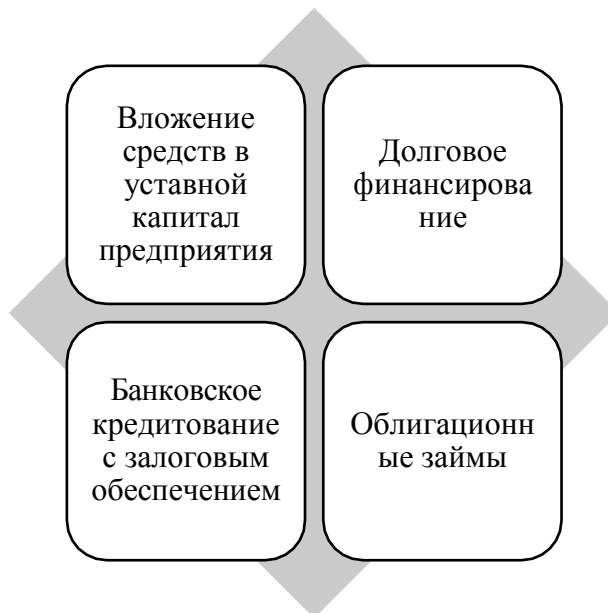 Вложение
средств в
уставной
капитал
предприятия
Долговое
финансирова
ние
Банковское
кредитование
с залоговым
обеспечением
Облигационн
ые займы